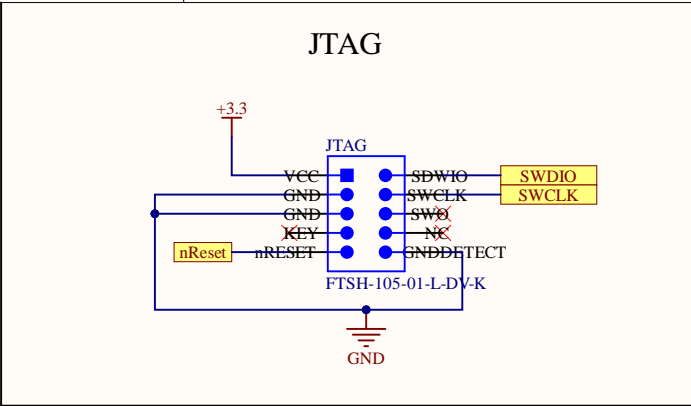 JTAG
+3.3
JTAG
VCC SDWIO SWDIO
GND SWCLK SWCLK
GND SWO
KEY NC
nReset nRESET GNDDETECT
FTSH-105-01-L-DV-K
GND